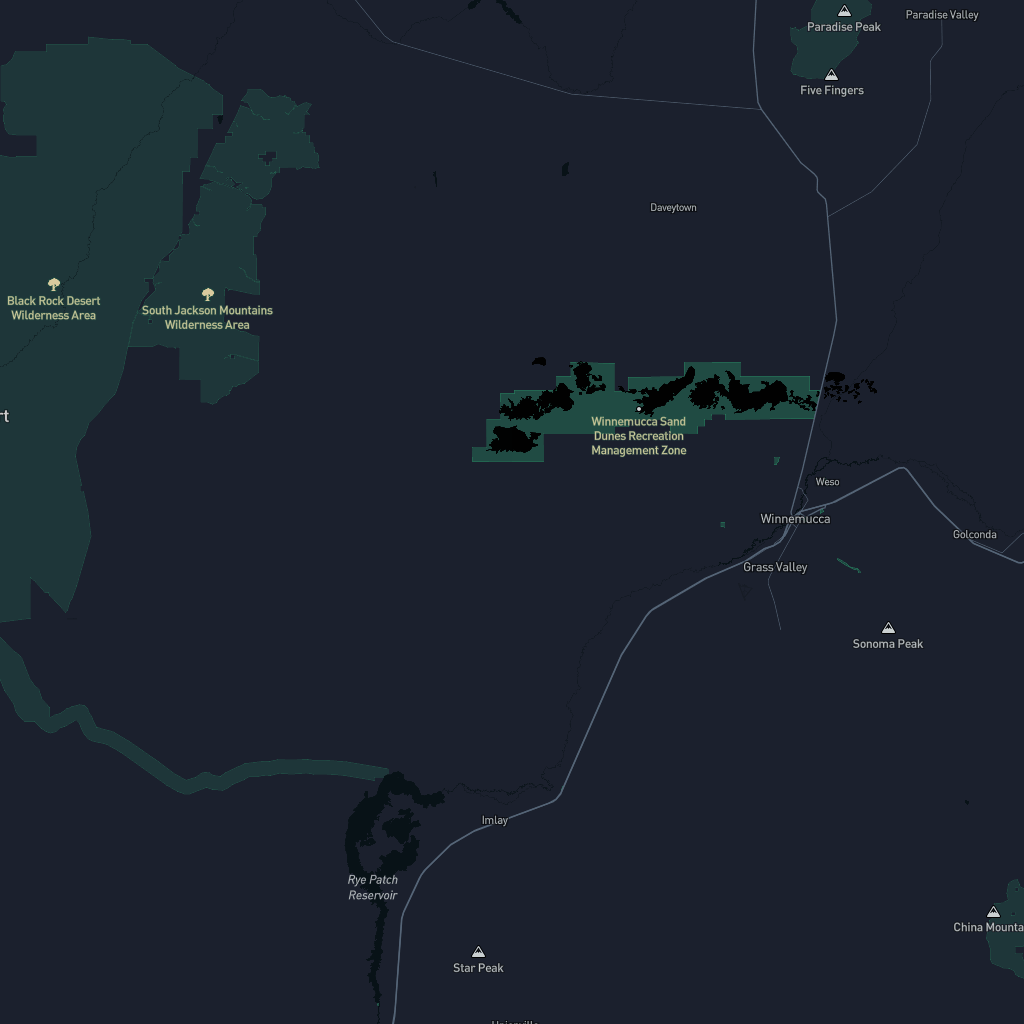 Paradise Valley
Paradise Peak
Five Fingers
Daveytown
Black Rock Desert
Wilderness Area
South Jackson Mountains
Wilderness Area
rt
Winnemucca Sand
Dunes Recreation
Management Zone
Weso
Winnemucca
Golconda
Grass Valley
Sonoma Peak
Imlay
Rye Patch
Reservoir
China Mounta
Star Peak